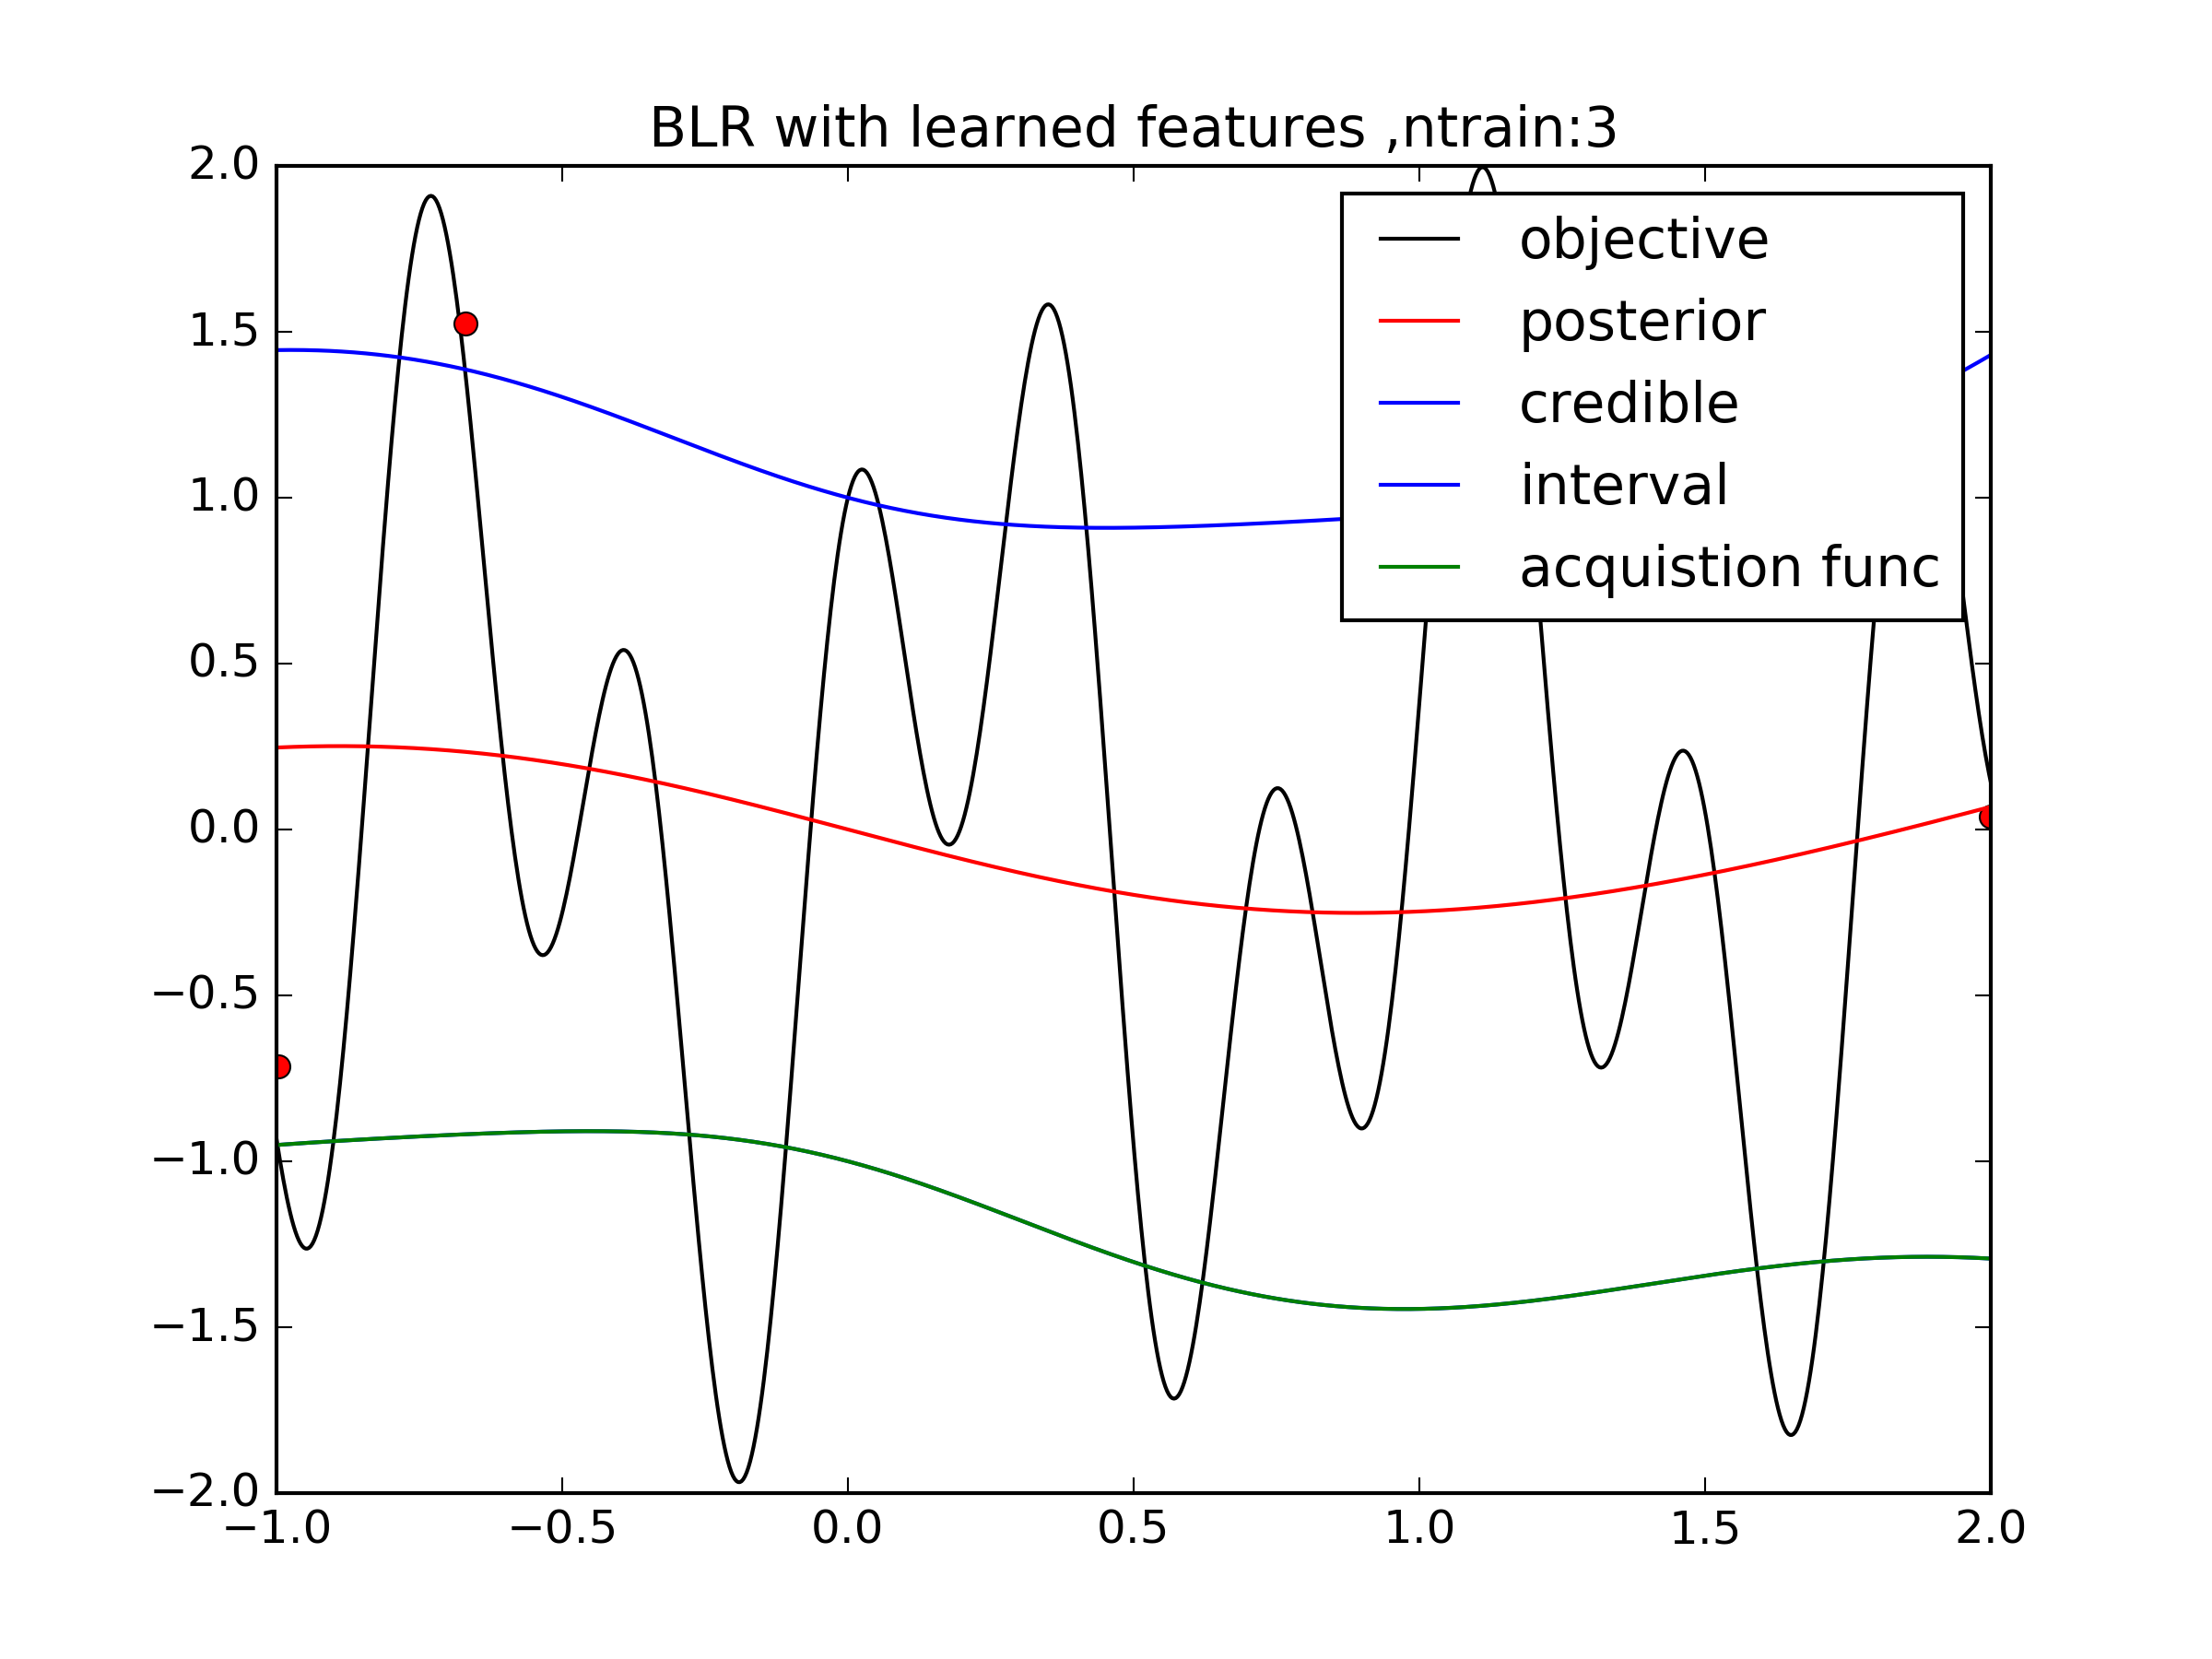 BLR with learned features ,ntrain:3
2.0
1.5
1.0
0.5
0.0
−0.5
−1.0
−1.5
−2.0
objective
posterior
credible
interval
acquistion func
−1.0 −0.5 0.0 0.5 1.0 1.5 2.0